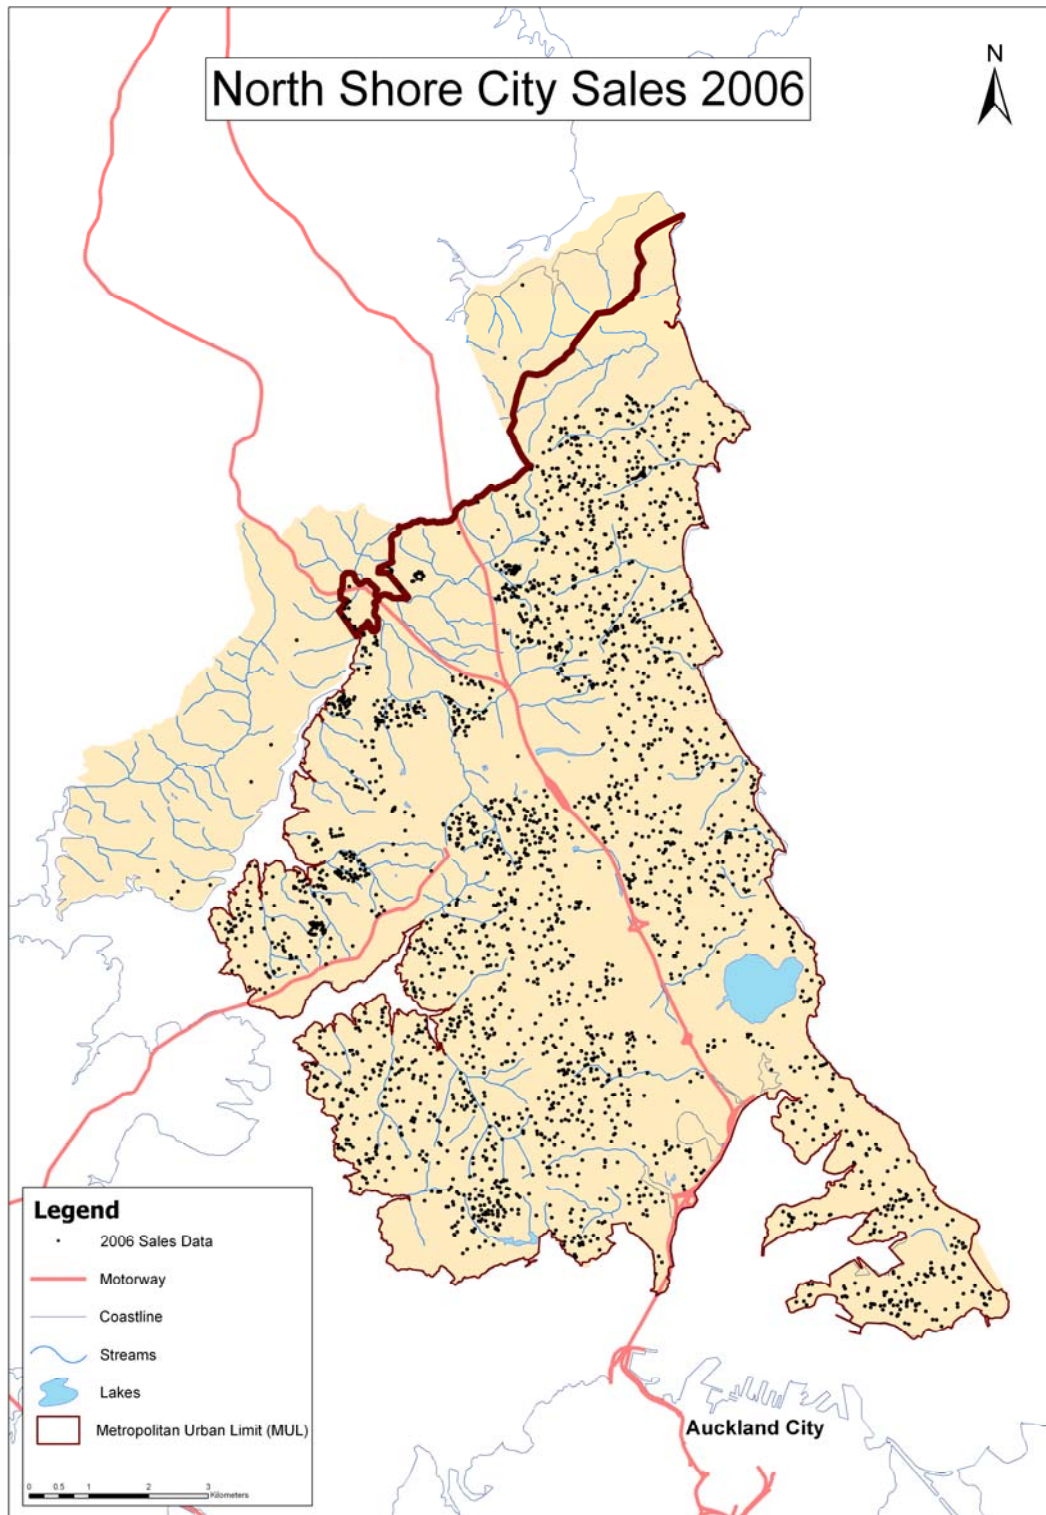 North Shore City Sales 2006
N
Legend
2006 Sales Data
Motorway
Coastline
Streams
Lakes
Metropolitan Urban Limit (MUL)
0 0.5 1 2 3
Kilometers
Auckland City